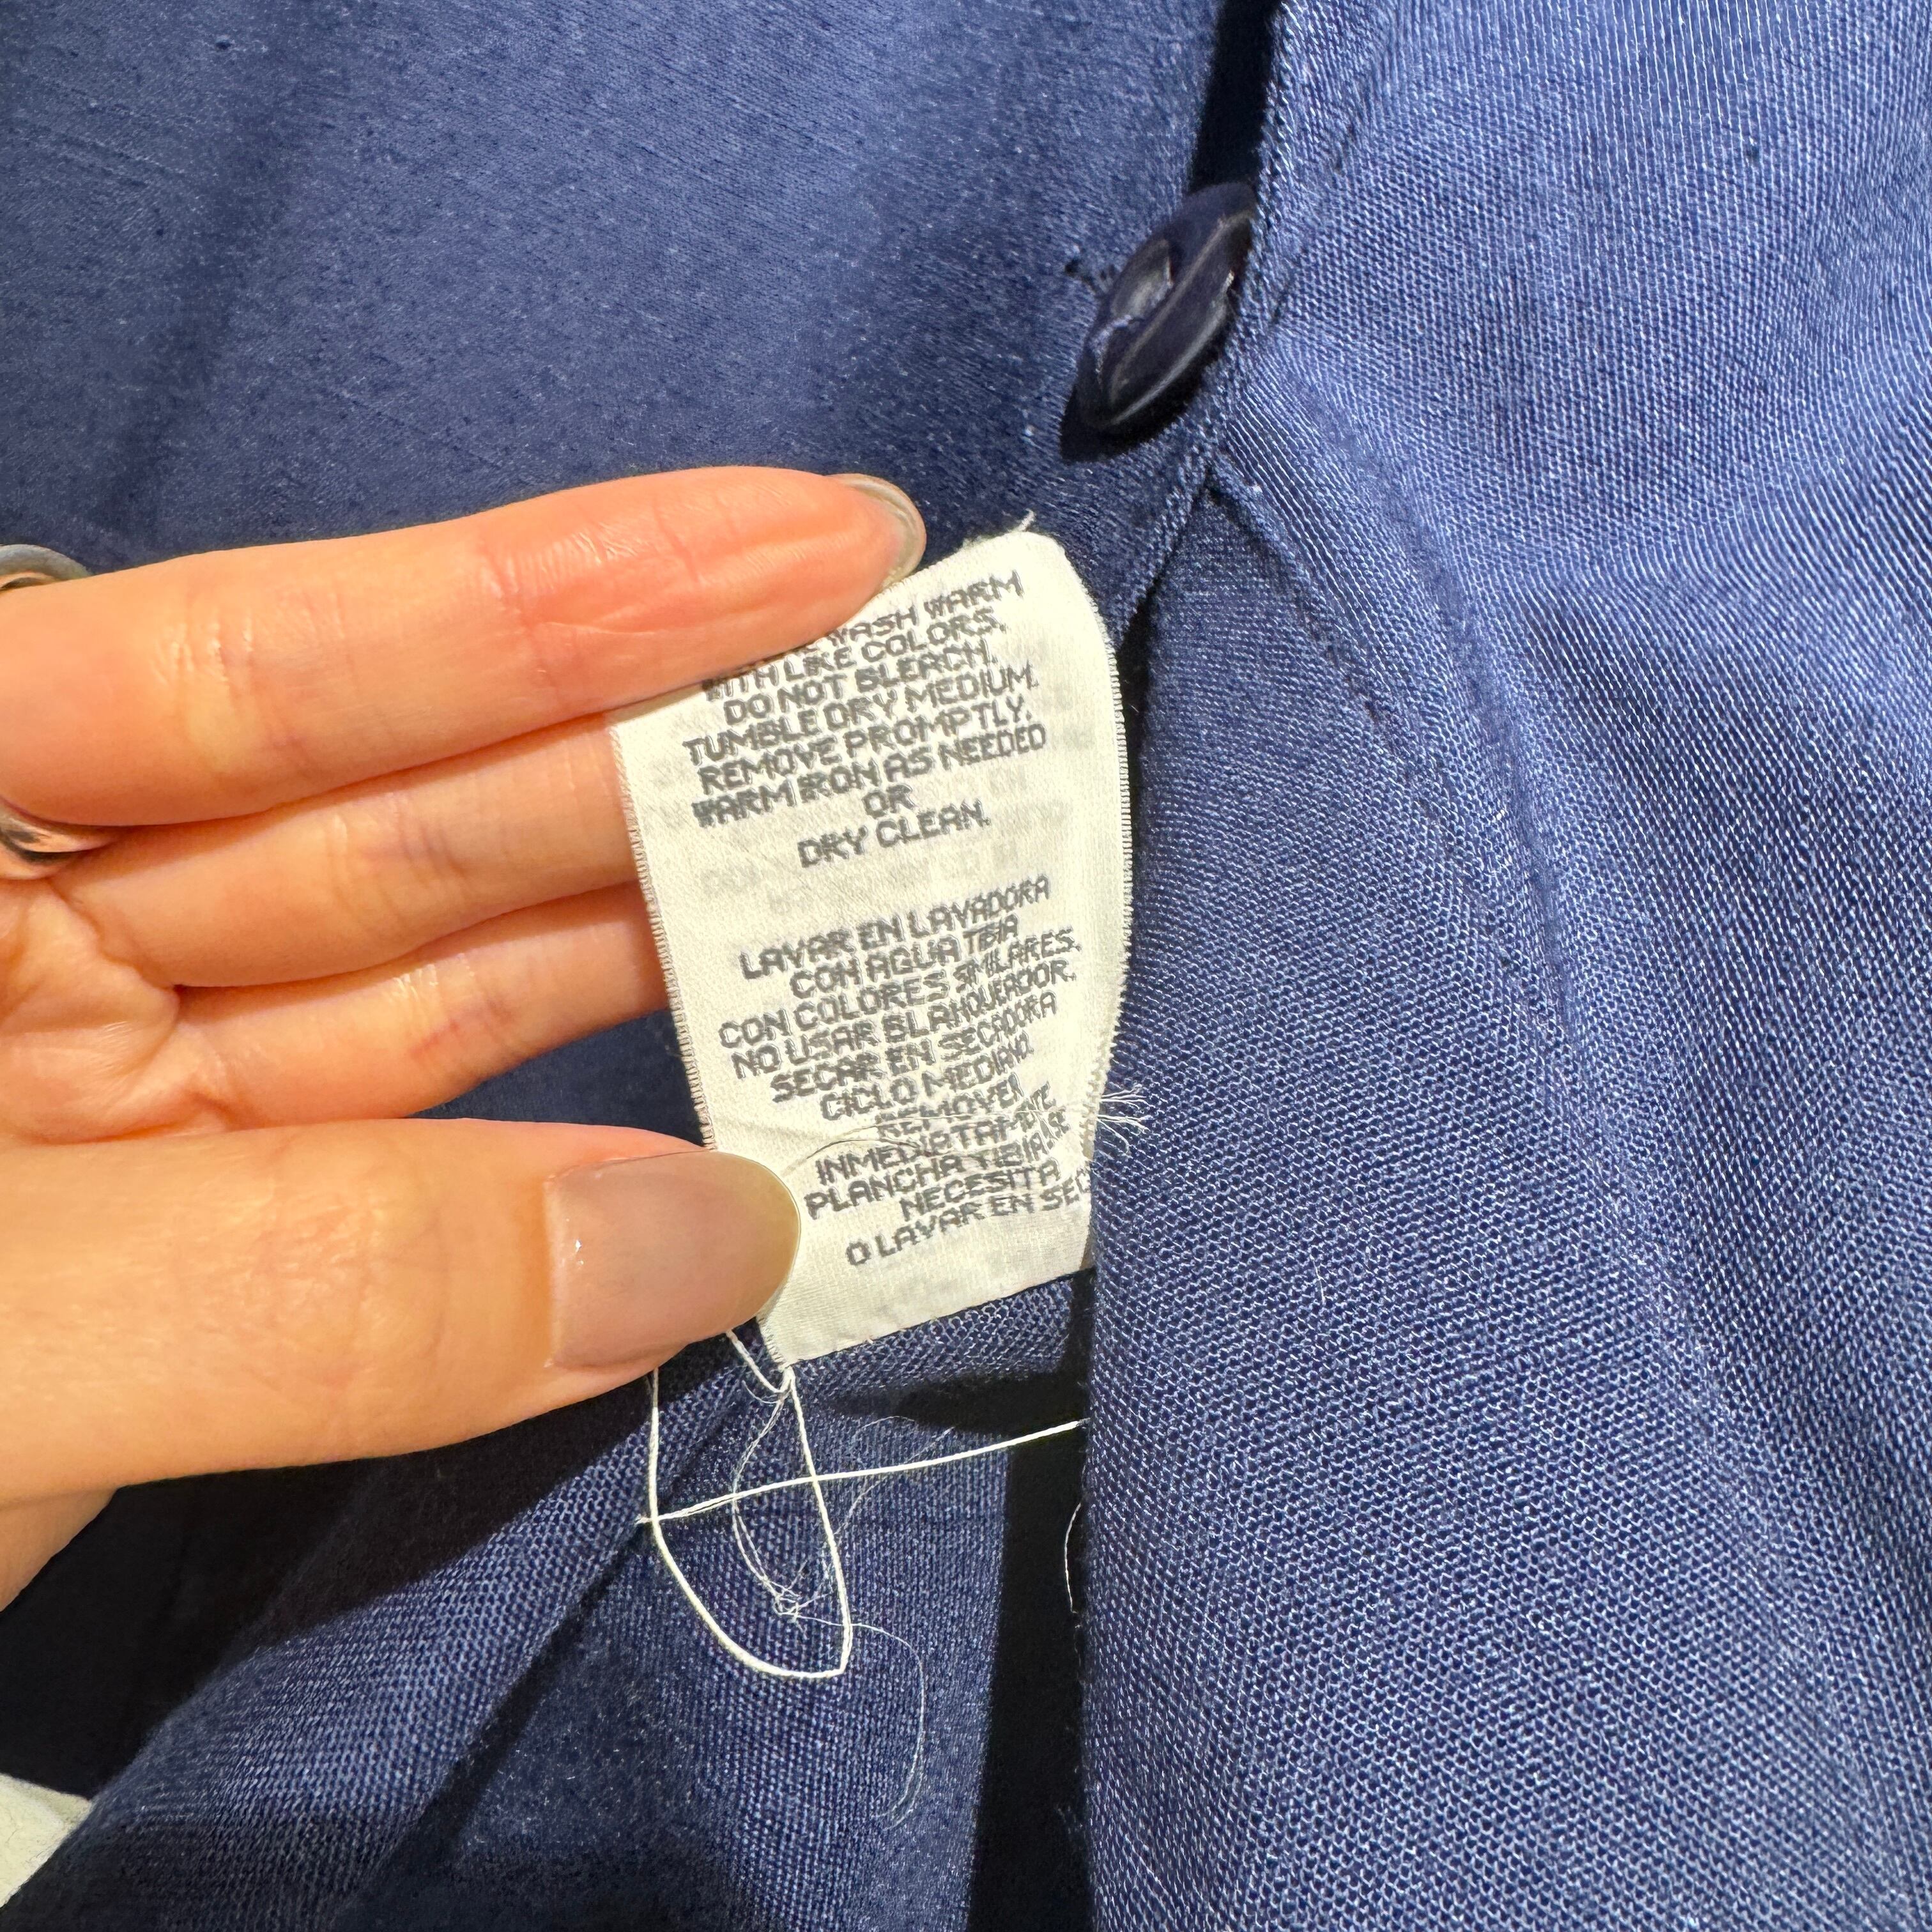 WASH WARM
WITH LIKE COLORS.
DO NOT BLEACH.
TUMBLE DRY MEDIUM.
REMOVE PROMPTLY.
WARM IRON AS NEEDED
OR
DRY CLEAN.
LAVAR EN LAVADORA
CON AGUA TIBIA
CON COLORES SIMILARES.
NO USAR BLANQUEADOR.
SECAR EN SECADORA
CICLO MEDIANO.
REMOVER
INMEDIATAMENTE
PLANCHA TIBIA SE
NECESITA
O LAVAR EN SEC